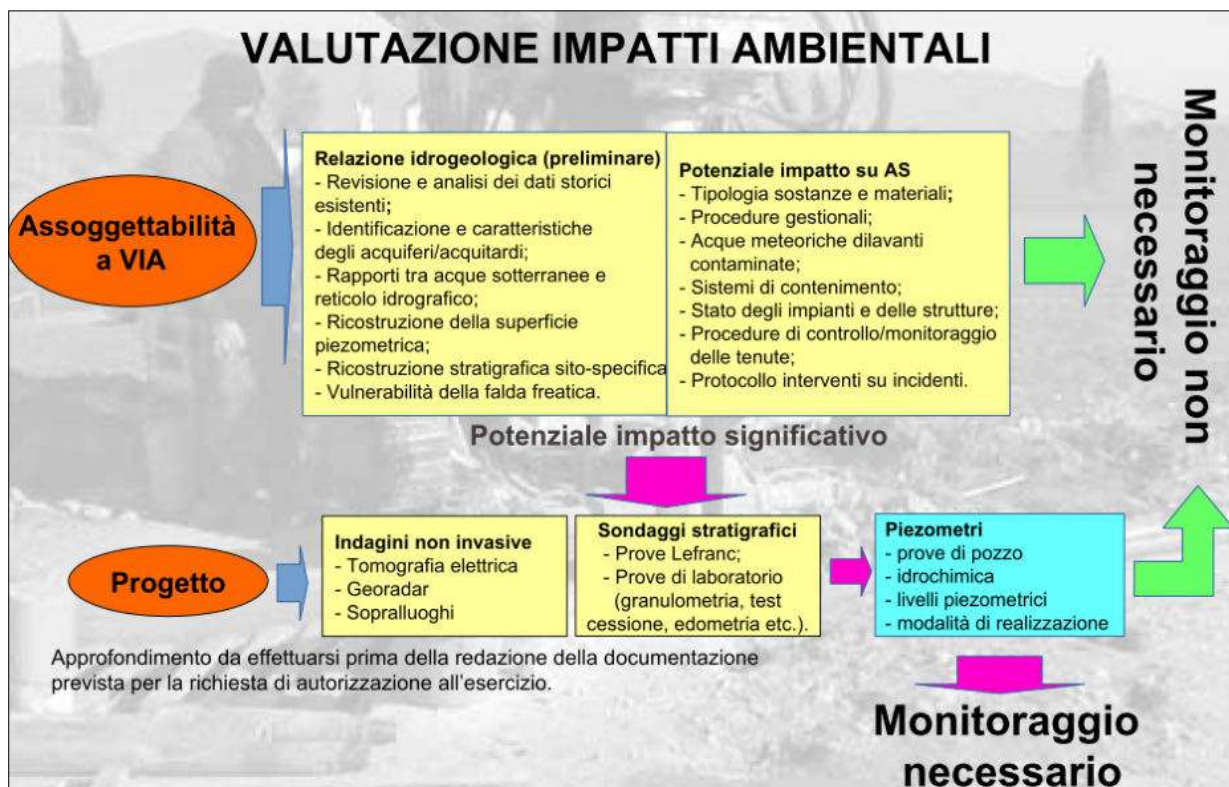 VALUTAZIONE IMPATTI AMBIENTALI
Assoggettabilità
a VIA
Relazione idrogeologica (preliminare)
- Revisione e analisi dei dati storici
esistenti;
- Identificazione e caratteristiche
degli acquiferi/acquitardi;
- Rapporti tra acque sotterranee e
reticolo idrografico;
- Ricostruzione della superficie
piezometrica;
- Ricostruzione stratigrafica sito-specifica
- Vulnerabilità della falda freatica.
Potenziale impatto su AS
- Tipologia sostanze e materiali;
- Procedure gestionali;
- Acque meteoriche dilavanti
contaminate;
- Sistemi di contenimento;
- Stato degli impianti e delle strutture;
- Procedure di controllo/monitoraggio
delle tenute;
- Protocollo interventi su incidenti.
Monitoraggio non
necessario
Potenziale impatto significativo
Progetto
Indagini non invasive
- Tomografia elettrica
- Georadar
- Sopralluoghi
Sondaggi stratigrafici
- Prove Lefranc;
- Prove di laboratorio
(granulometria, test
cessione, edometria etc.).
Piezometri
- prove di pozzo
- idrochimica
- livelli piezometrici
- modalità di realizzazione
Approfondimento da effettuarsi prima della redazione della documentazione
prevista per la richiesta di autorizzazione all'esercizio.
Monitoraggio
necessario